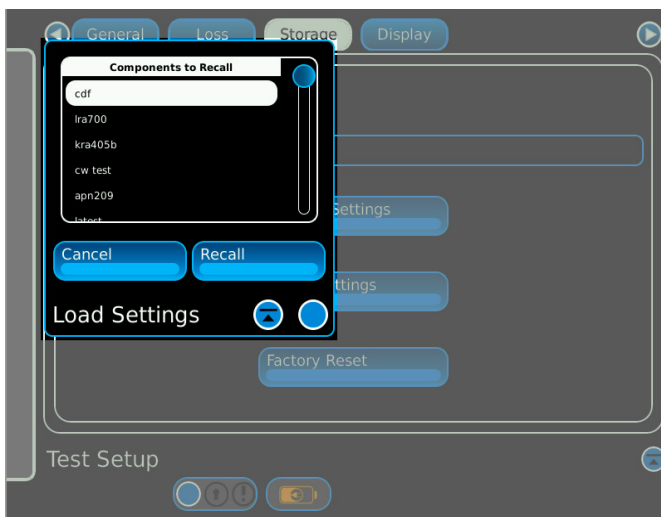 General Loss Storage Display
Components to Recall
cdf
lra700
kra405b
cw test
apn209
latest
Settings
Cancel Recall
ttings
Load Settings
Factory Reset
Test Setup